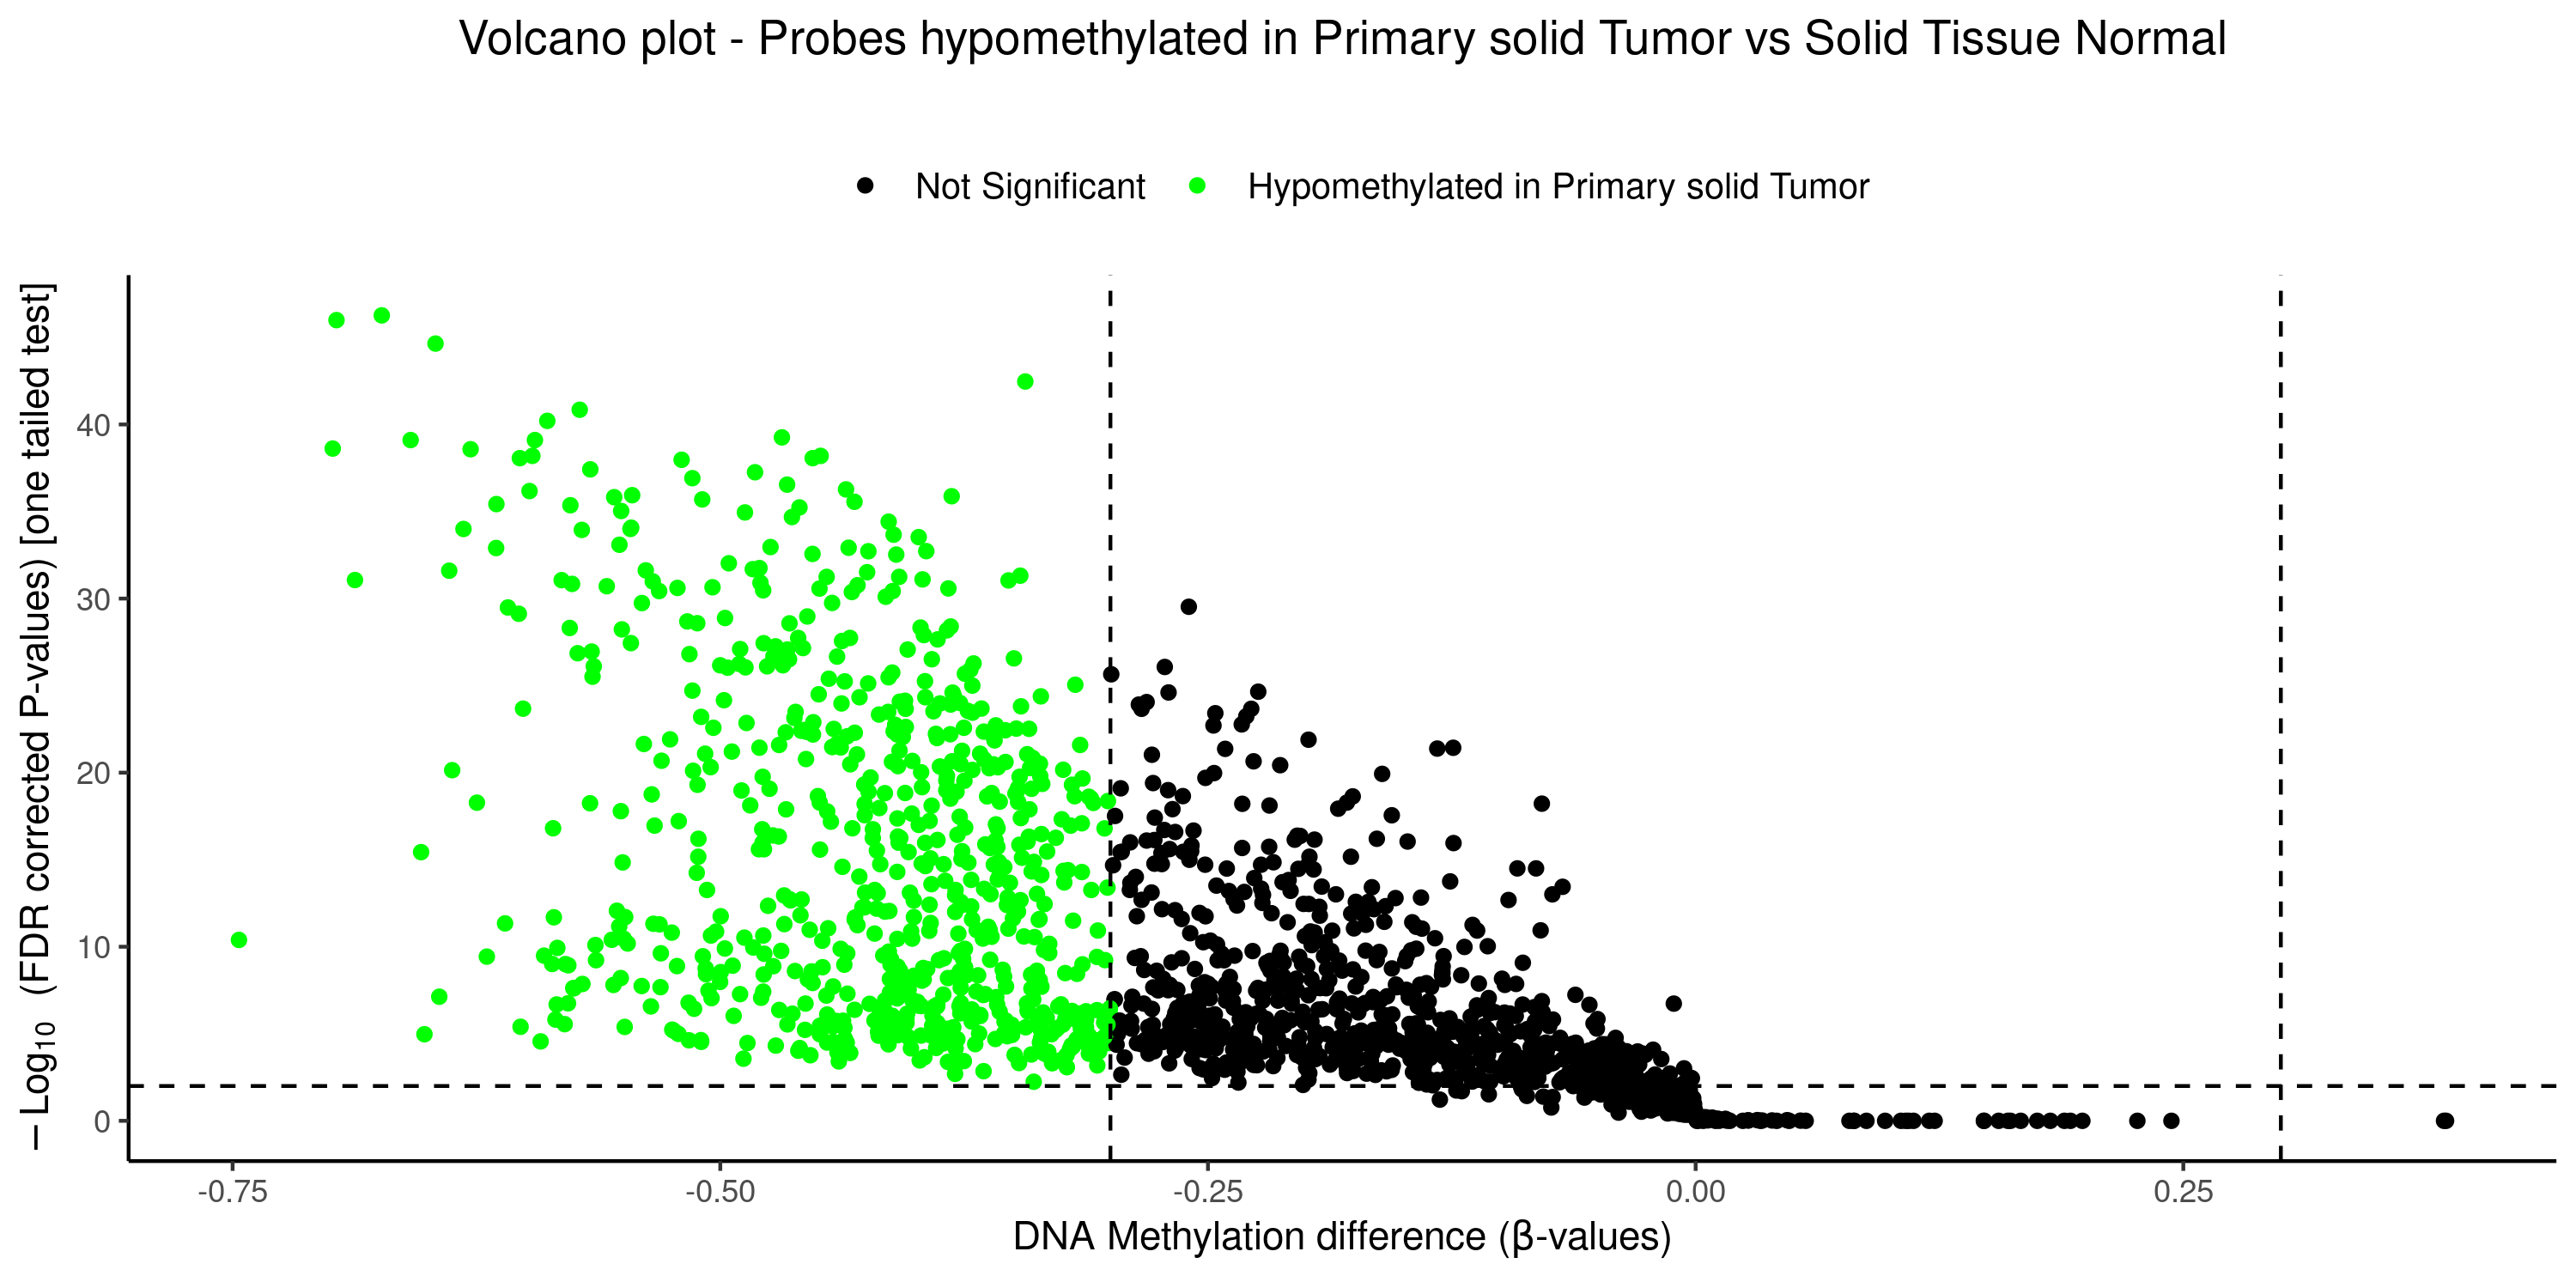 Volcano plot - Probes hypomethylated in Primary solid Tumor vs Solid Tissue Normal
Not Significant
Hypomethylated in Primary solid Tumor
−Log10 (FDR corrected P-values) [one tailed test]
40
30
20
10
0
-0.75
-0.50
-0.25
0.00
0.25
DNA Methylation difference (β-values)